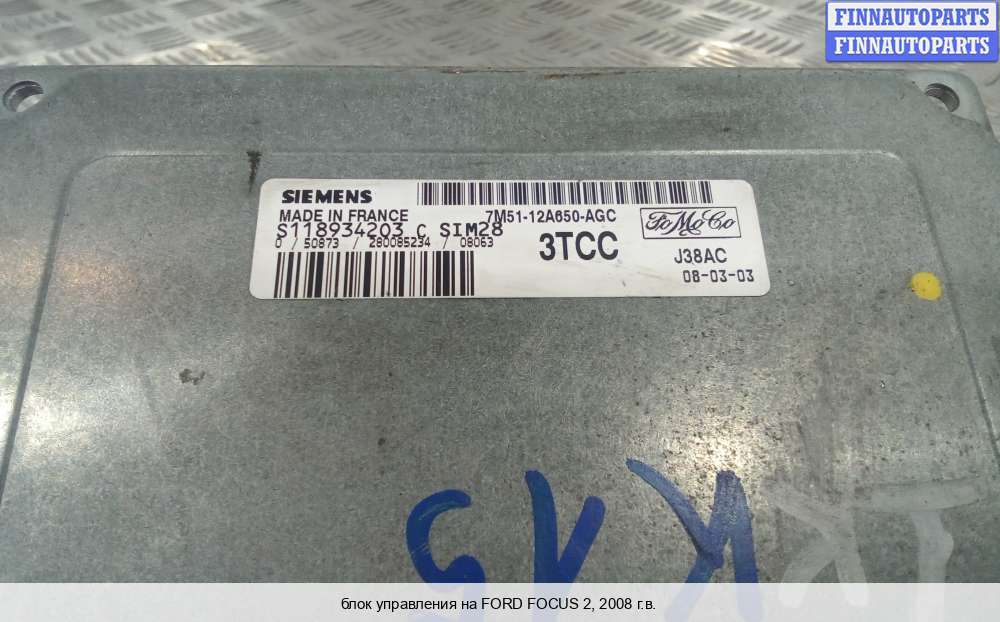 FINNAUTOPARTS
FINNAUTOPARTS
SIEMENS
MADE IN FRANCE
7M51-12A650-AGC
FoMoCo
S118934203 C SIM28
0 / 50873 / 280085234 / 08063
3TCC
J38AC
08-03-03
блок управления на FORD FOCUS 2, 2008 г.в.